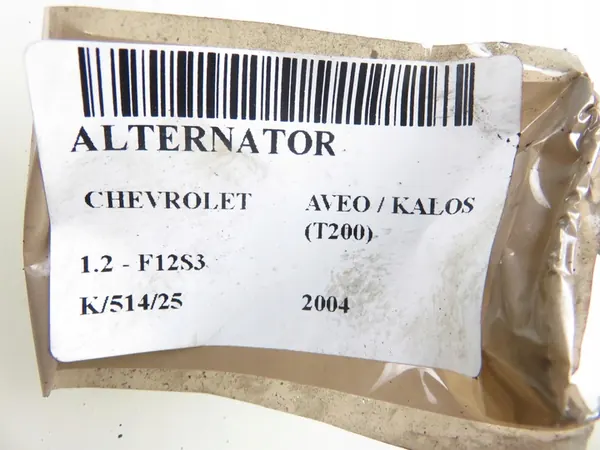 ALTERNATOR
CHEVROLET AVEO / KALOS
(T200)
1.2 - F12S3
K/514/25 2004